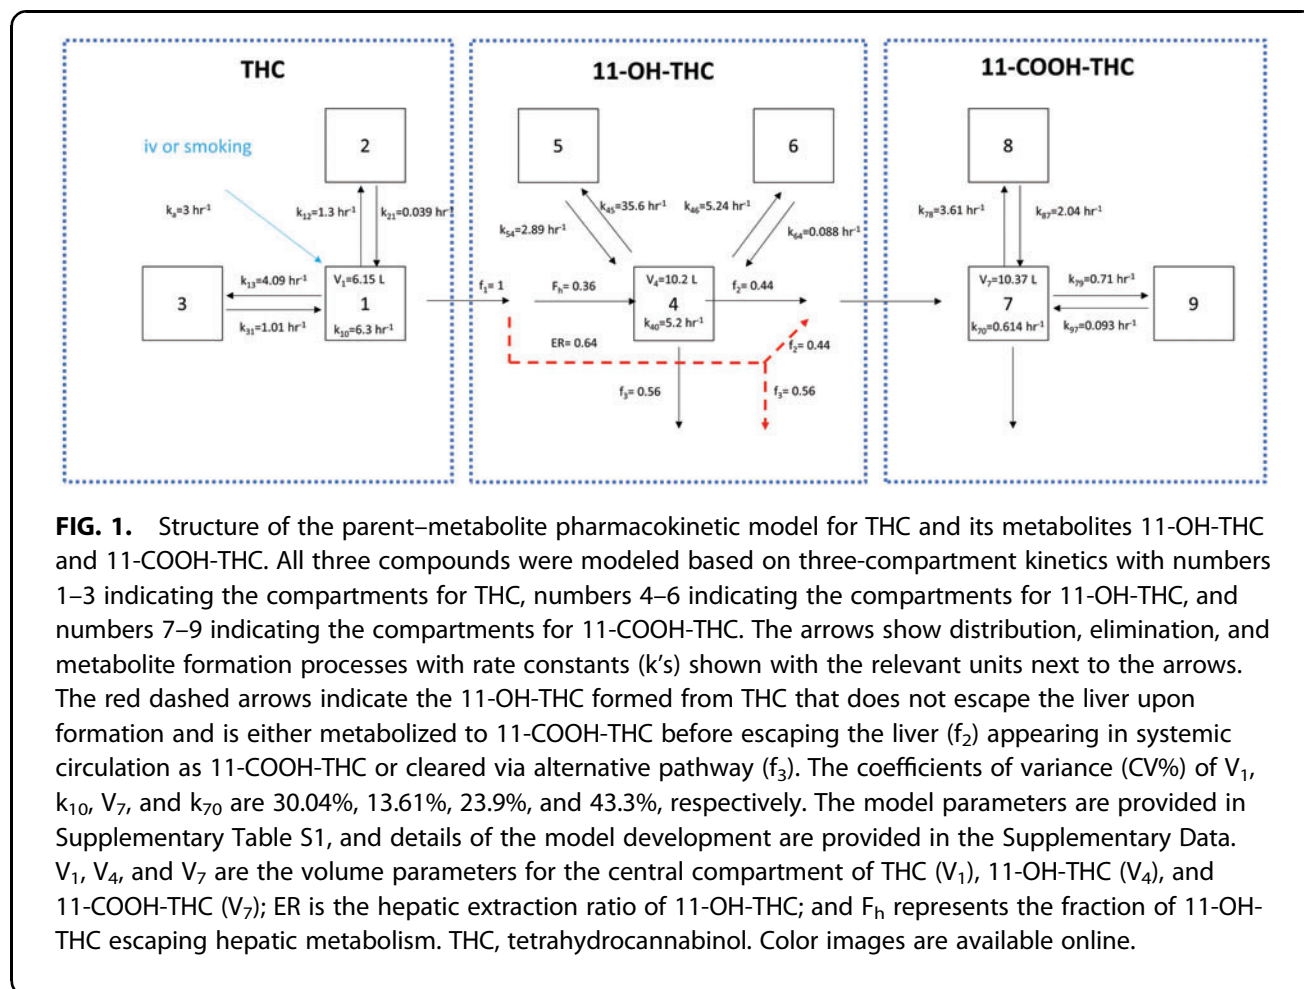 THC
11-OH-THC
11-COOH-THC
iv or smoking
kₐ=3 hr⁻¹
2
k₁₂=1.3 hr⁻¹
k₂₁=0.039 hr⁻¹
3
k₁₃=4.09 hr⁻¹
k₃₁=1.01 hr⁻¹
V₁=6.15 L
1
k₁₀=6.3 hr⁻¹
f₁= 1
5
6
k₄₅=35.6 hr⁻¹
k₅₄=2.89 hr⁻¹
k₄₆=5.24 hr⁻¹
k₆₄=0.088 hr⁻¹
Fₕ= 0.36
V₄=10.2 L
4
k₄₀=5.2 hr⁻¹
f₂= 0.44
ER= 0.64
f₂= 0.44
f₃= 0.56
f₃= 0.56
8
k₇₈=3.61 hr⁻¹
k₈₇=2.04 hr⁻¹
V₇=10.37 L
7
k₇₀=0.614 hr⁻¹
k₇₉=0.71 hr⁻¹
k₉₇=0.093 hr⁻¹
9
FIG. 1. Structure of the parent–metabolite pharmacokinetic model for THC and its metabolites 11-OH-THC
and 11-COOH-THC. All three compounds were modeled based on three-compartment kinetics with numbers
1–3 indicating the compartments for THC, numbers 4–6 indicating the compartments for 11-OH-THC, and
numbers 7–9 indicating the compartments for 11-COOH-THC. The arrows show distribution, elimination, and
metabolite formation processes with rate constants (k's) shown with the relevant units next to the arrows.
The red dashed arrows indicate the 11-OH-THC formed from THC that does not escape the liver upon
formation and is either metabolized to 11-COOH-THC before escaping the liver (f₂) appearing in systemic
circulation as 11-COOH-THC or cleared via alternative pathway (f₃). The coefficients of variance (CV%) of V₁,
k₁₀, V₇, and k₇₀ are 30.04%, 13.61%, 23.9%, and 43.3%, respectively. The model parameters are provided in
Supplementary Table S1, and details of the model development are provided in the Supplementary Data.
V₁, V₄, and V₇ are the volume parameters for the central compartment of THC (V₁), 11-OH-THC (V₄), and
11-COOH-THC (V₇); ER is the hepatic extraction ratio of 11-OH-THC; and Fₕ represents the fraction of 11-OH-
THC escaping hepatic metabolism. THC, tetrahydrocannabinol. Color images are available online.